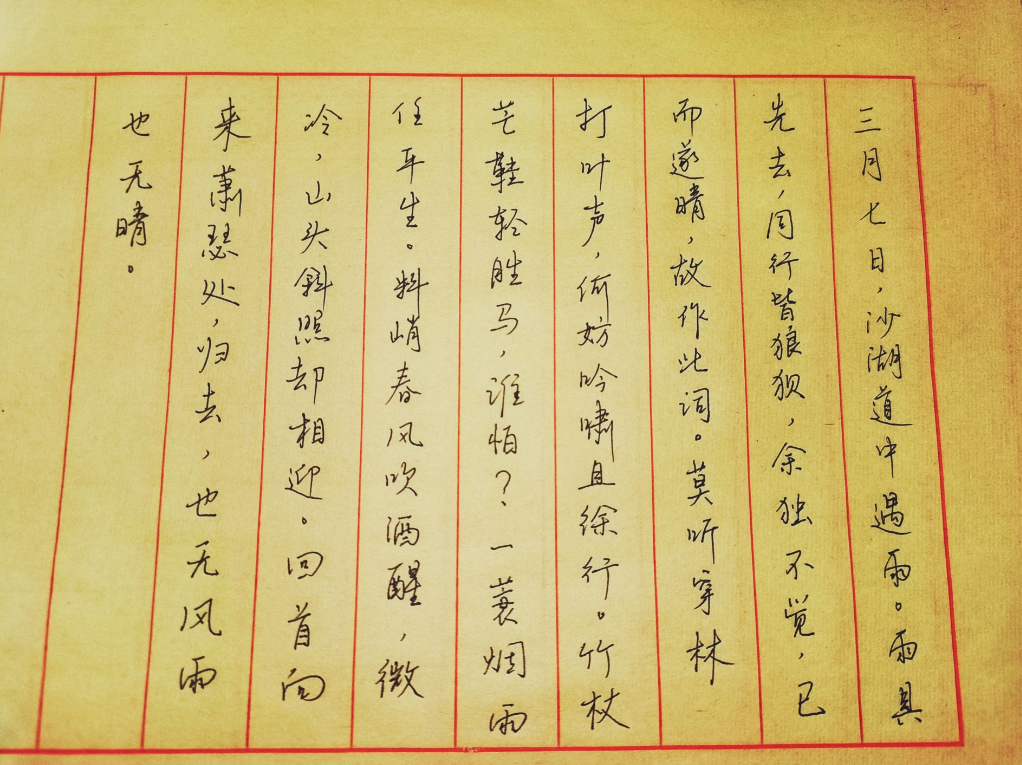 三月七日，沙湖道中遇雨。雨具
先去，同行皆狼狈，余独不觉，已
而遂晴，故作此词。莫听穿林
打叶声，何妨吟啸且徐行。竹杖
芒鞋轻胜马，谁怕？一蓑烟雨
任平生。料峭春风吹酒醒，微
冷，山头斜照却相迎。回首向
来萧瑟处，归去，也无风雨
也无晴。